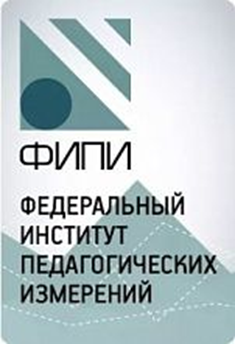 ФИПИ
ФЕДЕРАЛЬНЫЙ
ИНСТИТУТ
ПЕДАГОГИЧЕСКИХ
ИЗМЕРЕНИЙ